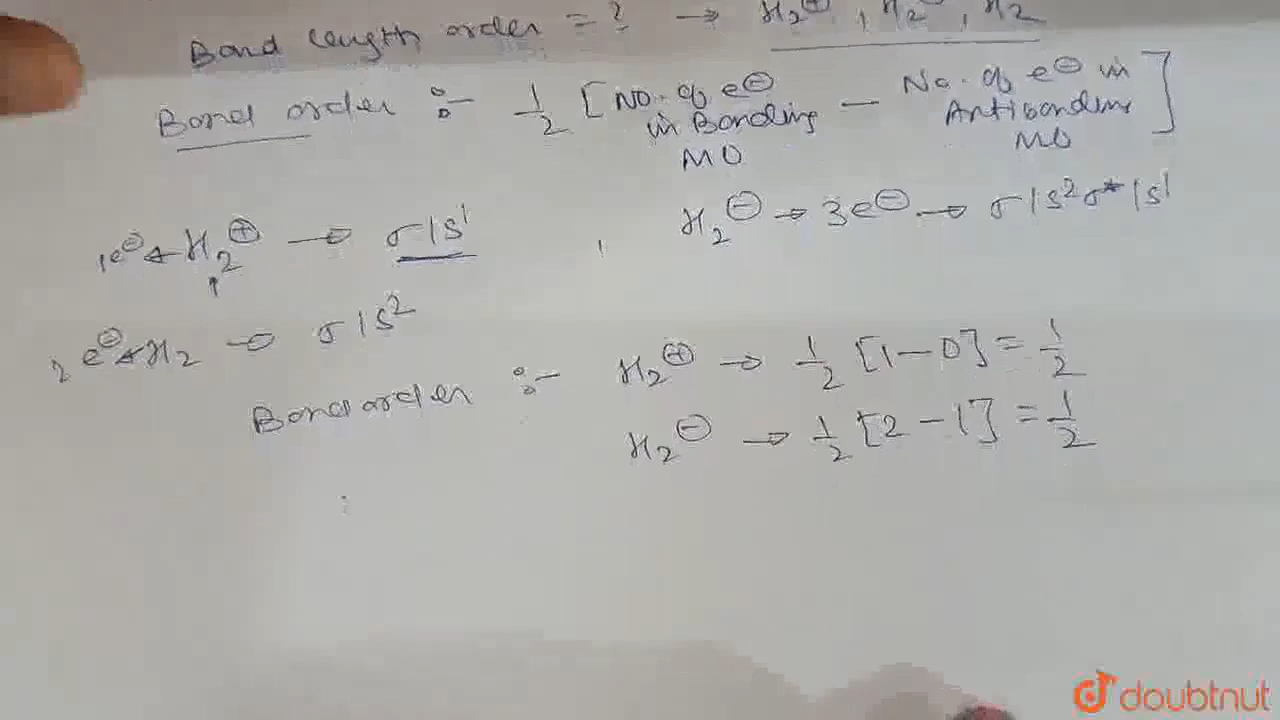 Bond length order = ? → H2⊕, H2⊖, H2
Bond order :- 1/2 [No. of e⊖ in Bonding MO — No. of e⊖ in Antibonding MO]
1e⊖ ← H2⊕ → σ1s¹ , H2⊖ → 3e⊖ → σ1s² σ*1s¹
2e⊖ ← H2 → σ1s²
Bond order :- H2⊕ → 1/2 [1-0] = 1/2
H2⊖ → 1/2 [2-1] = 1/2
doubtnut